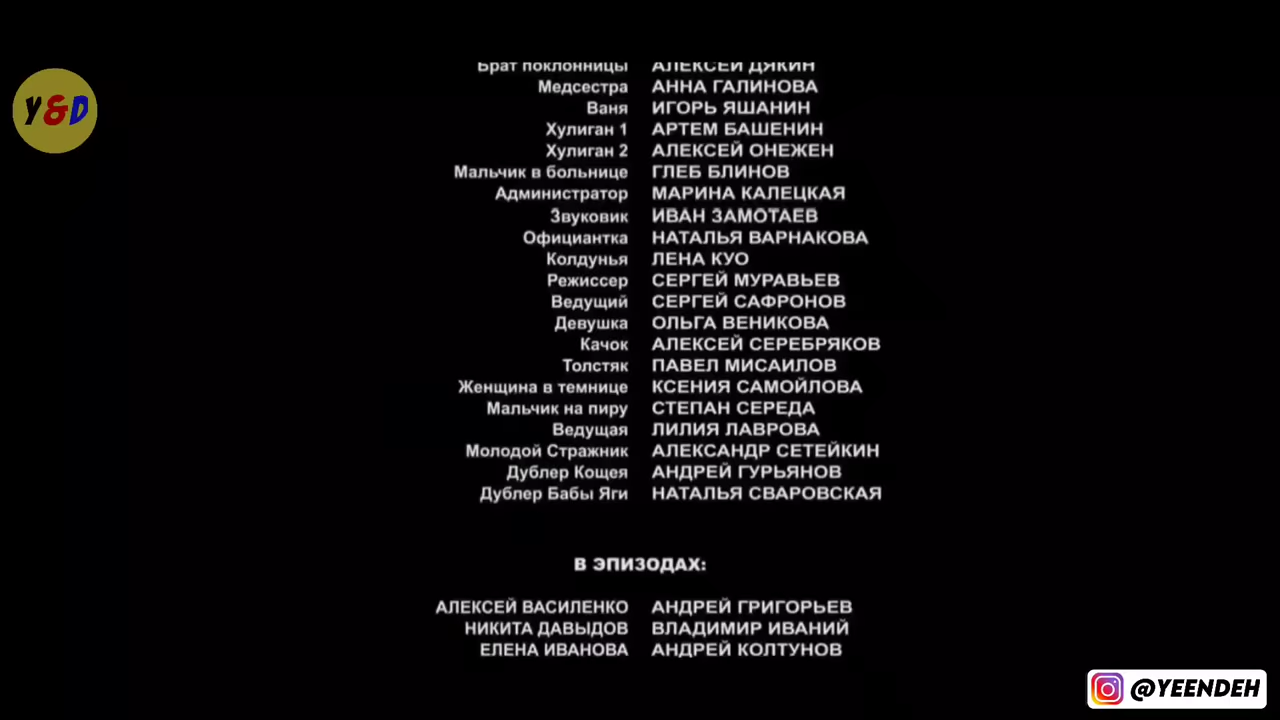 Брат поклонницы АЛЕКСЕЙ ДЯКИН
Медсестра АННА ГАЛИНОВА
Ваня ИГОРЬ ЯШАНИН
Хулиган 1 АРТЕМ БАШЕНИН
Хулиган 2 АЛЕКСЕЙ ОНЕЖЕН
Мальчик в больнице ГЛЕБ БЛИНОВ
Администратор МАРИНА КАЛЕЦКАЯ
Звуковик ИВАН ЗАМОТАЕВ
Официантка НАТАЛЬЯ ВАРНАКОВА
Колдунья ЛЕНА КУО
Режиссер СЕРГЕЙ МУРАВЬЕВ
Ведущий СЕРГЕЙ САФРОНОВ
Девушка ОЛЬГА ВЕНИКОВА
Качок АЛЕКСЕЙ СЕРЕБРЯКОВ
Толстяк ПАВЕЛ МИСАИЛОВ
Женщина в темнице КСЕНИЯ САМОЙЛОВА
Мальчик на пиру СТЕПАН СЕРЕДА
Ведущая ЛИЛИЯ ЛАВРОВА
Молодой Стражник АЛЕКСАНДР СЕТЕЙКИН
Дублер Кощея АНДРЕЙ ГУРЬЯНОВ
Дублер Бабы Яги НАТАЛЬЯ СВАРОВСКАЯ
В ЭПИЗОДАХ:
АЛЕКСЕЙ ВАСИЛЕНКО АНДРЕЙ ГРИГОРЬЕВ
НИКИТА ДАВЫДОВ ВЛАДИМИР ИВАНИЙ
ЕЛЕНА ИВАНОВА АНДРЕЙ КОЛТУНОВ
Y&D
@YEENDEH